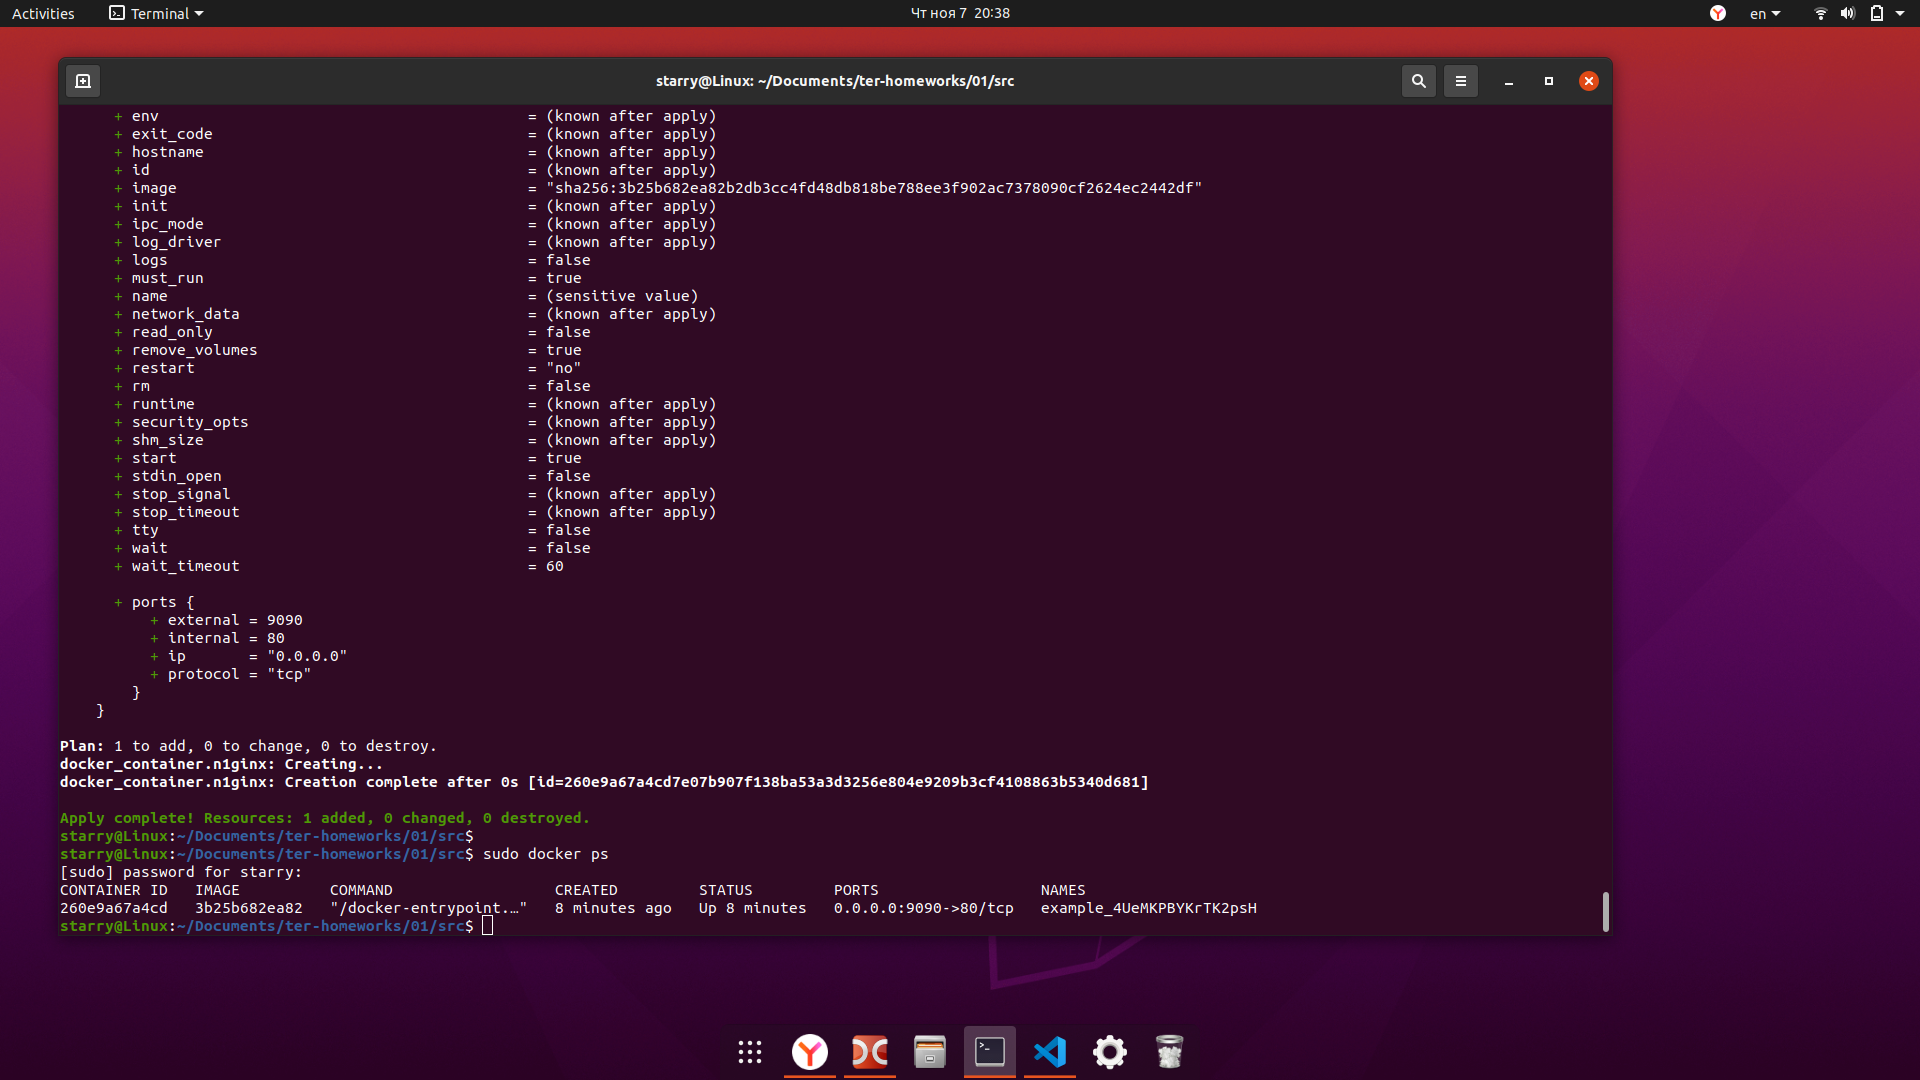 Activities Terminal Чт ноя 7 20:38 en
starry@Linux: ~/Documents/ter-homeworks/01/src
+ env = (known after apply)
+ exit_code = (known after apply)
+ hostname = (known after apply)
+ id = (known after apply)
+ image = "sha256:3b25b682ea82b2db3cc4fd48db818be788ee3f902ac7378090cf2624ec2442df"
+ init = (known after apply)
+ ipc_mode = (known after apply)
+ log_driver = (known after apply)
+ logs = false
+ must_run = true
+ name = (sensitive value)
+ network_data = (known after apply)
+ read_only = false
+ remove_volumes = true
+ restart = "no"
+ rm = false
+ runtime = (known after apply)
+ security_opts = (known after apply)
+ shm_size = (known after apply)
+ start = true
+ stdin_open = false
+ stop_signal = (known after apply)
+ stop_timeout = (known after apply)
+ tty = false
+ wait = false
+ wait_timeout = 60
+ ports {
+ external = 9090
+ internal = 80
+ ip = "0.0.0.0"
+ protocol = "tcp"
}
}
Plan: 1 to add, 0 to change, 0 to destroy.
docker_container.n1ginx: Creating...
docker_container.n1ginx: Creation complete after 0s [id=260e9a67a4cd7e07b907f138ba53a3d3256e804e9209b3cf4108863b5340d681]
Apply complete! Resources: 1 added, 0 changed, 0 destroyed.
starry@Linux:~/Documents/ter-homeworks/01/src$
starry@Linux:~/Documents/ter-homeworks/01/src$ sudo docker ps
[sudo] password for starry:
CONTAINER ID IMAGE COMMAND CREATED STATUS PORTS NAMES
260e9a67a4cd 3b25b682ea82 "/docker-entrypoint.…" 8 minutes ago Up 8 minutes 0.0.0.0:9090->80/tcp example_4UeMKPBYKrTK2psH
starry@Linux:~/Documents/ter-homeworks/01/src$